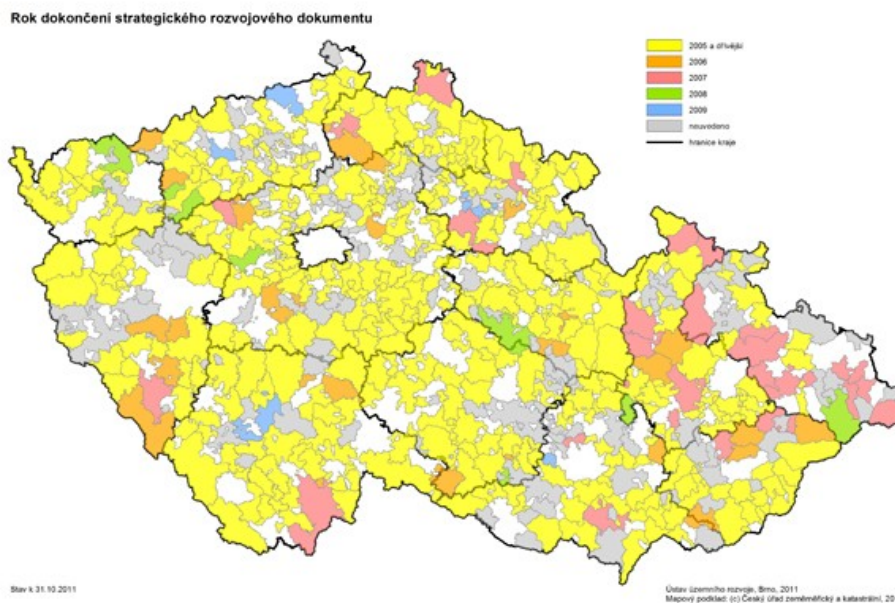 Rok dokončení strategického rozvojového dokumentu
2005 a dřívější
2006
2007
2008
2009
neuvedeno
hranice kraje
Stav k 31.10.2011
Ústav územního rozvoje, Brno, 2011
Mapový podklad: (c) Český úřad zeměměřický a katastrální, 20